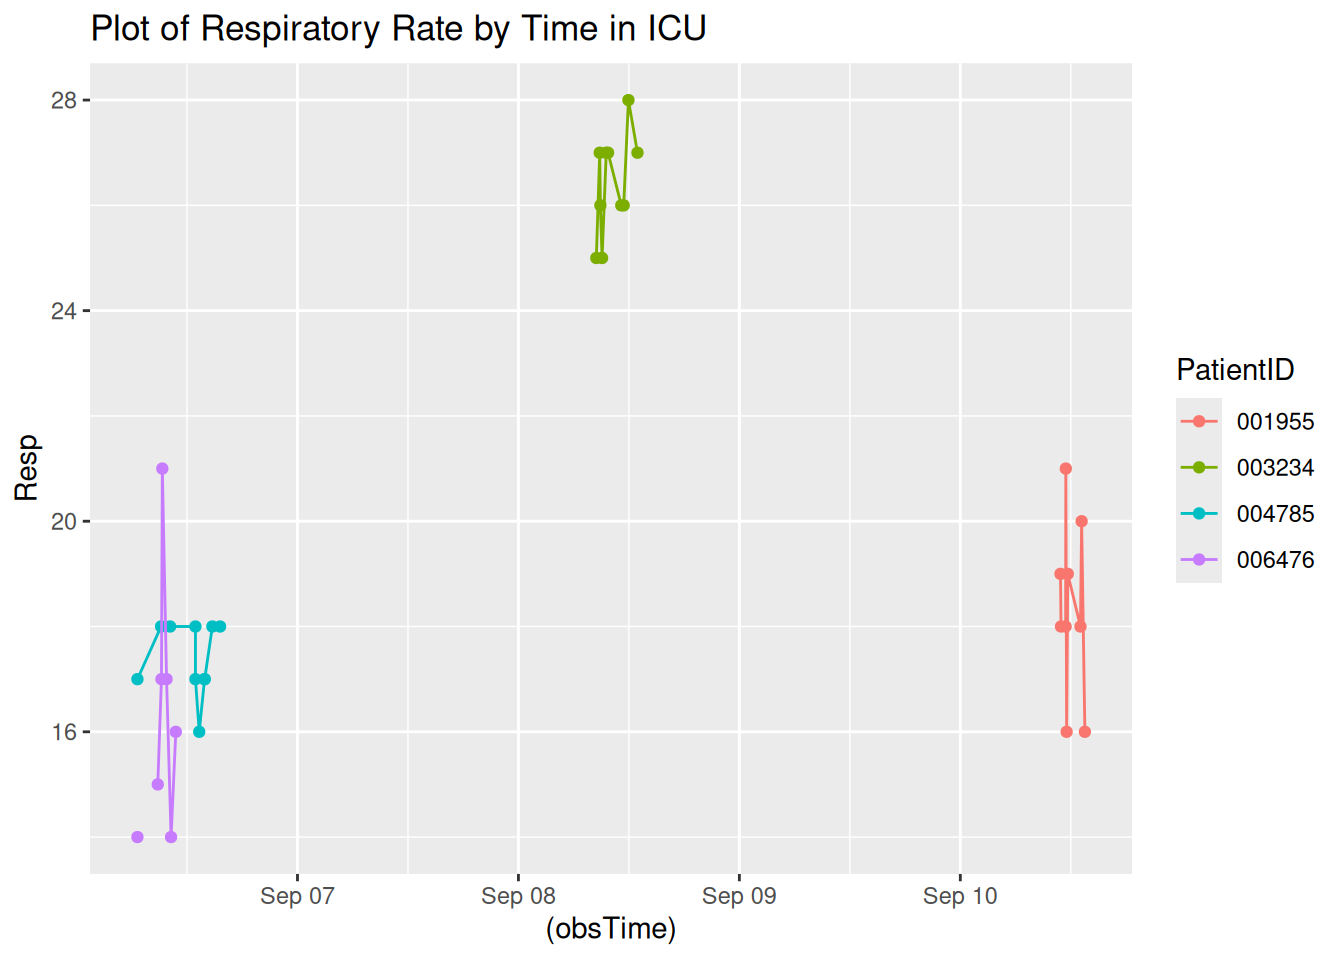 Plot of Respiratory Rate by Time in ICU
28
24
20
16
Resp
Sep 07
Sep 08
Sep 09
Sep 10
(obsTime)
PatientID
001955
003234
004785
006476